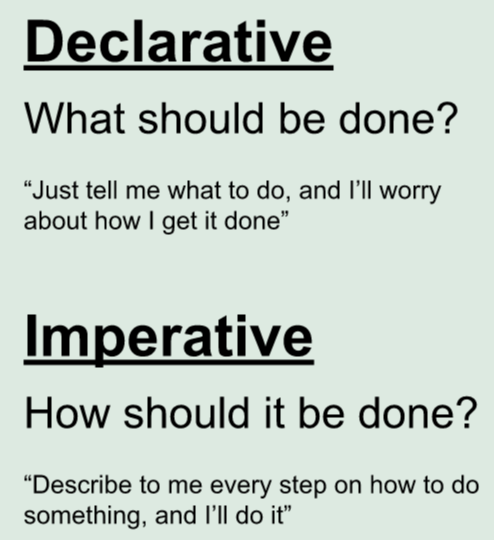 Declarative
What should be done?
“Just tell me what to do, and I’ll worry
about how I get it done”
Imperative
How should it be done?
“Describe to me every step on how to do
something, and I’ll do it”